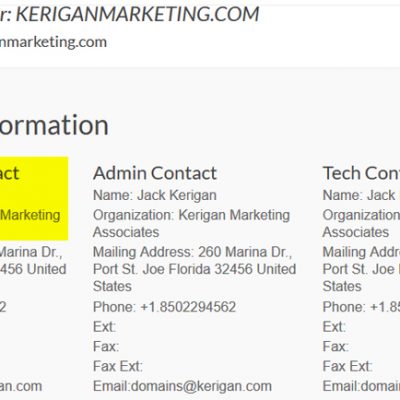 r: KERIGANMARKETING.COM
nmarketing.com
ormation
act
Marketing
Marina Dr.,
456 United
2
an.com
Admin Contact
Name: Jack Kerigan
Organization: Kerigan Marketing
Associates
Mailing Address: 260 Marina Dr.,
Port St. Joe Florida 32456 United
States
Phone: +1.8502294562
Ext:
Fax:
Fax Ext:
Email:domains@kerigan.com
Tech Con
Name: Jack
Organization
Associates
Mailing Addr
Port St. Joe
States
Phone: +1.85
Ext:
Fax:
Fax Ext:
Email:domai